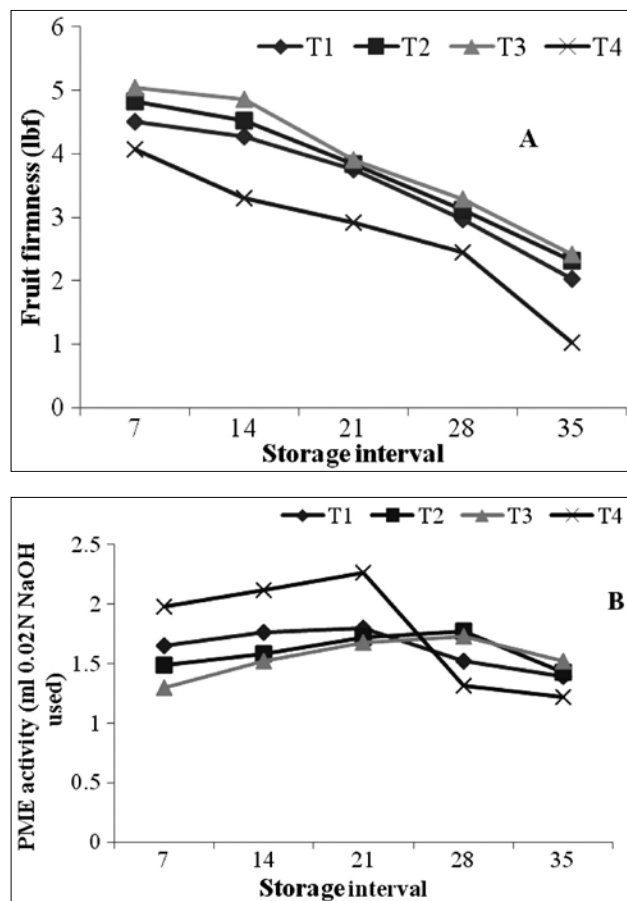 T1 T2 T3 T4
6
5
4
3
2
1
0
Fruit firmness (lbf)
A
7 14 21 28 35
Storage interval
T1 T2 T3 T4
2.5
2
1.5
1
0.5
0
PME activity (ml 0.02N NaOH
used)
B
7 14 21 28 35
Storage interval